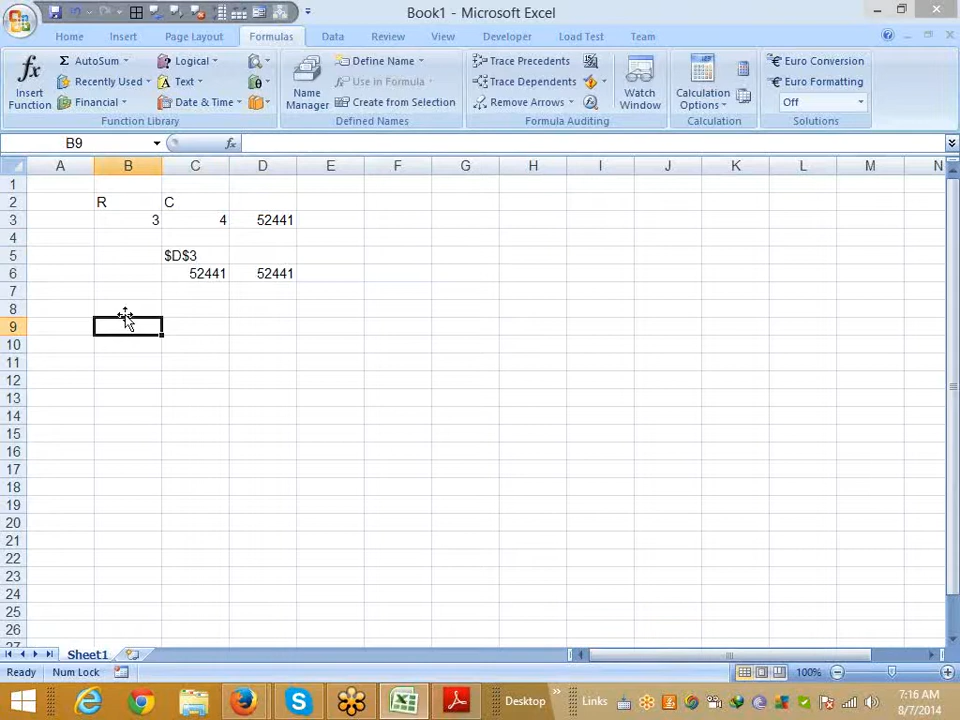 Book1 - Microsoft Excel
Home Insert Page Layout Formulas Data Review View Developer Load Test Team
fx Insert Function
Σ AutoSum
Recently Used
Financial
Logical
Text
Date & Time
θ
Function Library
Name Manager
Define Name
Use in Formula
Create from Selection
Defined Names
Trace Precedents
Trace Dependents
Remove Arrows
Formula Auditing
Watch Window
Calculation Options
Calculation
Euro Conversion
Euro Formatting
Off
Solutions
B9 fx
A B C D E F G H I J K L M N
1
2 R C
3 3 4 52441
4
5 $D$3
6 52441 52441
7
8
9
10
11
12
13
14
15
16
17
18
19
20
21
22
23
24
25
26
27
Sheet1
Ready Num Lock 100%
Desktop » Links 7:16 AM
8/7/2014